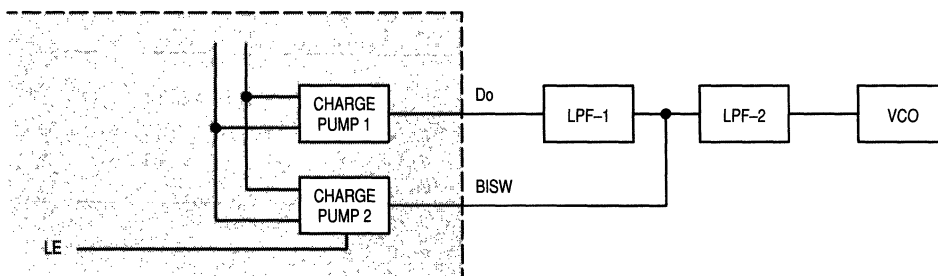 CHARGE
PUMP 1
Do
LPF–1
LPF–2
VCO
CHARGE
PUMP 2
BISW
LE